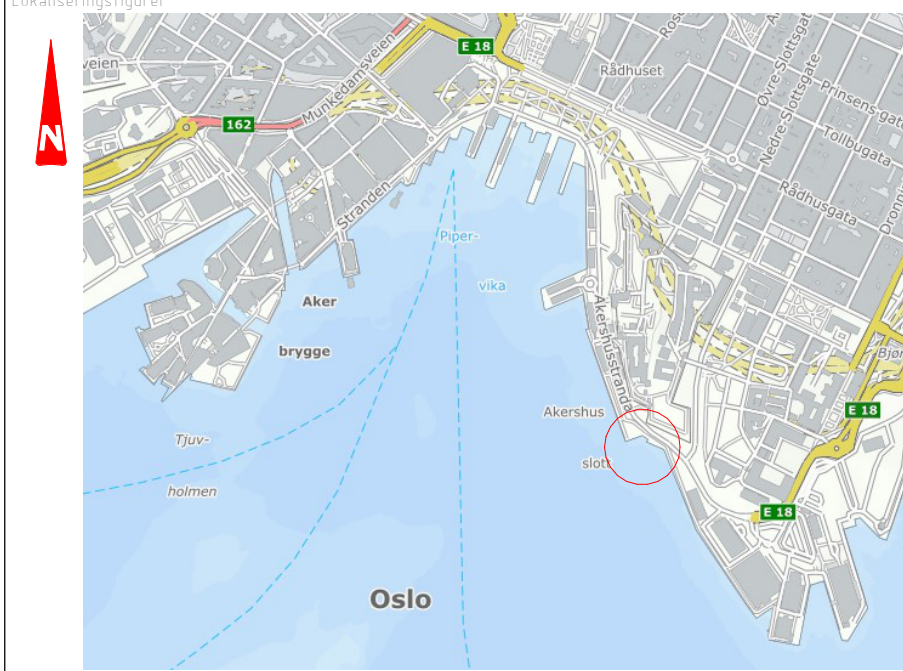 Lokaliseringsfigurer
N
E 18
Munkedamsveien
Rådhuset
Øvre-Slottsgate
Prinsens gate
Nedre-Slottsgate
Tollbugata
162
Stranden
Rådhusgata
Piper-
vika
Aker
brygge
Akershusstranda
Akershus
slott
E 18
Tjuv-
holmen
E 18
Oslo